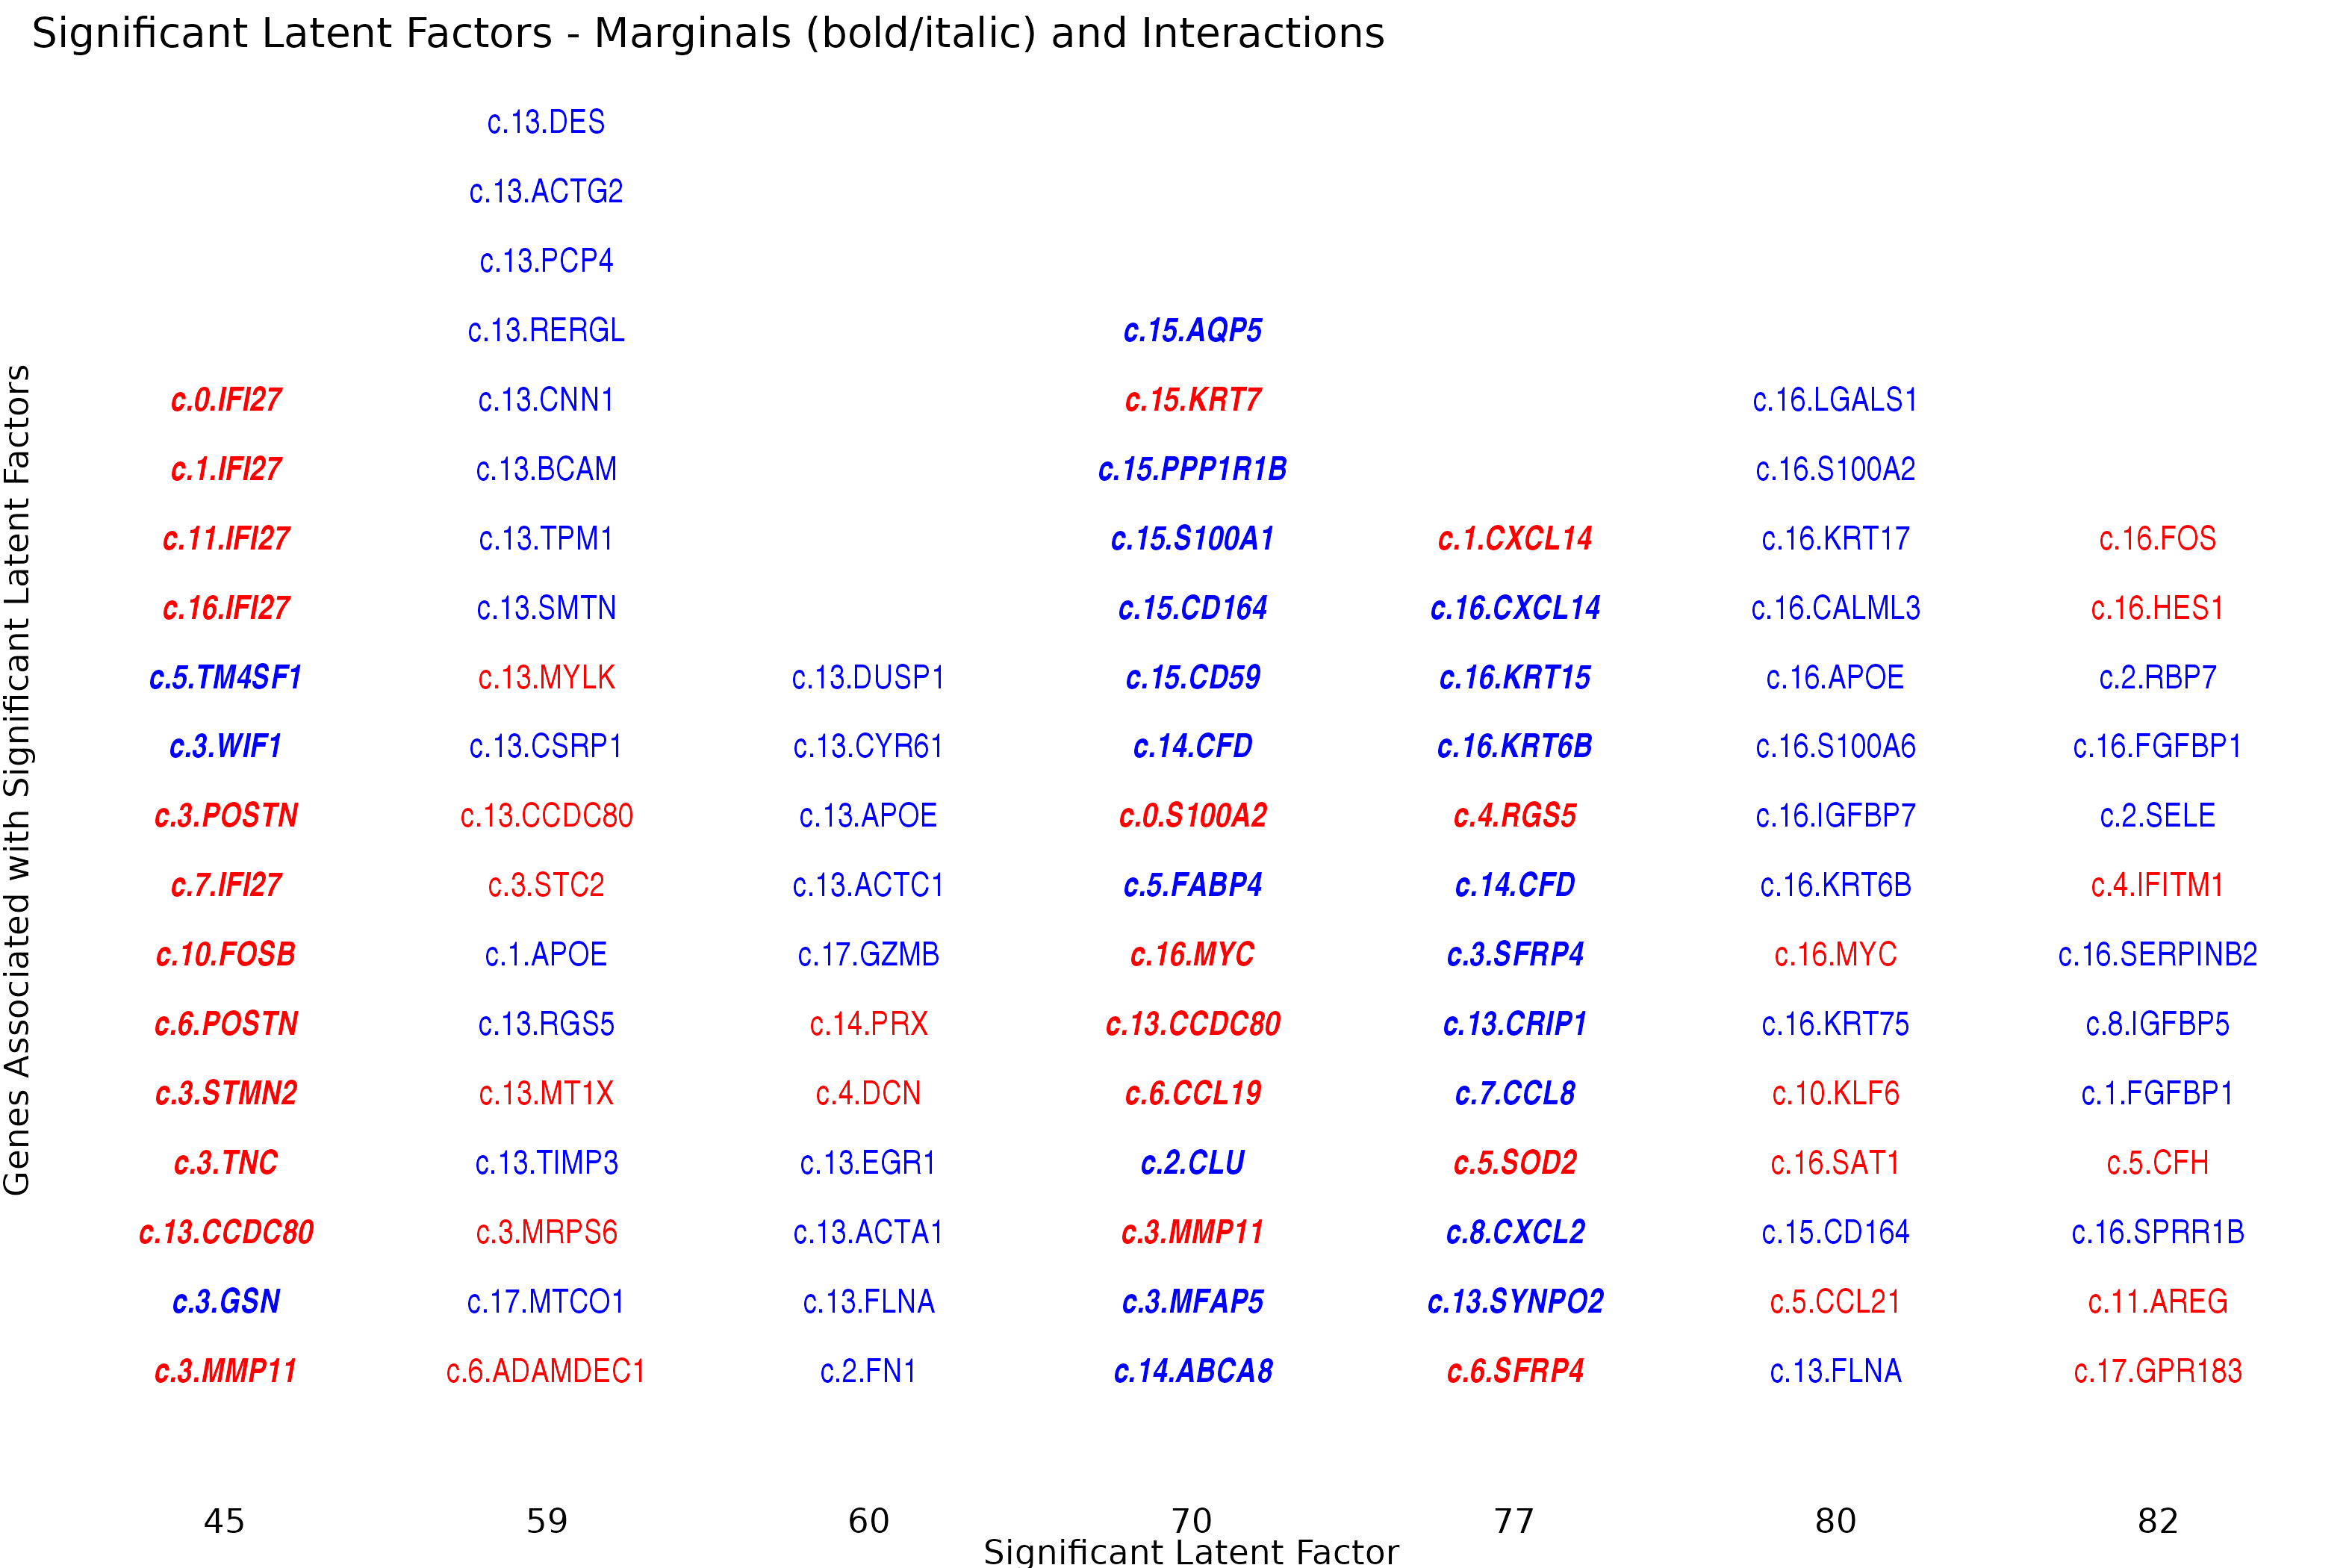 Significant Latent Factors - Marginals (bold/italic) and Interactions
Genes Associated with Significant Latent Factors
c.0.IFI27
c.1.IFI27
c.11.IFI27
c.16.IFI27
c.5.TM4SF1
c.3.WIF1
c.3.POSTN
c.7.IFI27
c.10.FOSB
c.6.POSTN
c.3.STMN2
c.3.TNC
c.13.CCDC80
c.3.GSN
c.3.MMP11
45
c.13.DES
c.13.ACTG2
c.13.PCP4
c.13.RERGL
c.13.CNN1
c.13.BCAM
c.13.TPM1
c.13.SMTN
c.13.MYLK
c.13.CSRP1
c.13.CCDC80
c.3.STC2
c.1.APOE
c.13.RGS5
c.13.MT1X
c.13.TIMP3
c.3.MRPS6
c.17.MTCO1
c.6.ADAMDEC1
59
c.13.DUSP1
c.13.CYR61
c.13.APOE
c.13.ACTC1
c.17.GZMB
c.14.PRX
c.4.DCN
c.13.EGR1
c.13.ACTA1
c.13.FLNA
c.2.FN1
60
c.15.AQP5
c.15.KRT7
c.15.PPP1R1B
c.15.S100A1
c.15.CD164
c.15.CD59
c.14.CFD
c.0.S100A2
c.5.FABP4
c.16.MYC
c.13.CCDC80
c.6.CCL19
c.2.CLU
c.3.MMP11
c.3.MFAP5
c.14.ABCA8
70
c.1.CXCL14
c.16.CXCL14
c.16.KRT15
c.16.KRT6B
c.4.RGS5
c.14.CFD
c.3.SFRP4
c.13.CRIP1
c.7.CCL8
c.5.SOD2
c.8.CXCL2
c.13.SYNPO2
c.6.SFRP4
77
c.16.LGALS1
c.16.S100A2
c.16.KRT17
c.16.CALML3
c.16.APOE
c.16.S100A6
c.16.IGFBP7
c.16.KRT6B
c.16.MYC
c.16.KRT75
c.10.KLF6
c.16.SAT1
c.15.CD164
c.5.CCL21
c.13.FLNA
80
c.16.FOS
c.16.HES1
c.2.RBP7
c.16.FGFBP1
c.2.SELE
c.4.IFITM1
c.16.SERPINB2
c.8.IGFBP5
c.1.FGFBP1
c.5.CFH
c.16.SPRR1B
c.11.AREG
c.17.GPR183
82
Significant Latent Factor